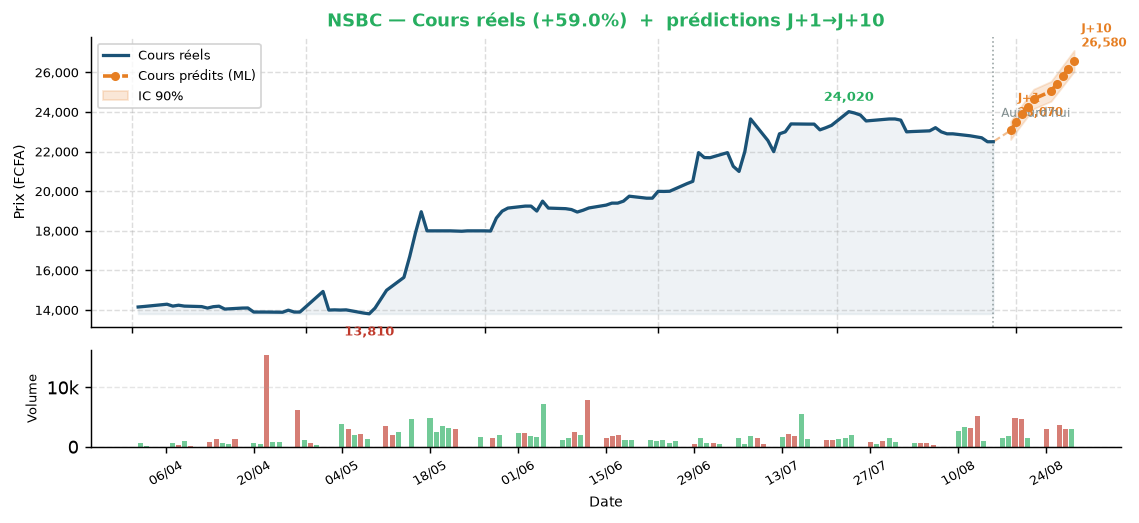 NSBC — Cours réels (+59.0%) + prédictions J+1→J+10
Cours réels
Cours prédits (ML)
IC 90%
J+10
26,580
24,020
Aujourd'hui
13,810
Prix (FCFA)
26,000
24,000
22,000
20,000
18,000
16,000
14,000
Volume
10k
0
06/04
20/04
04/05
18/05
01/06
15/06
29/06
13/07
27/07
10/08
24/08
Date